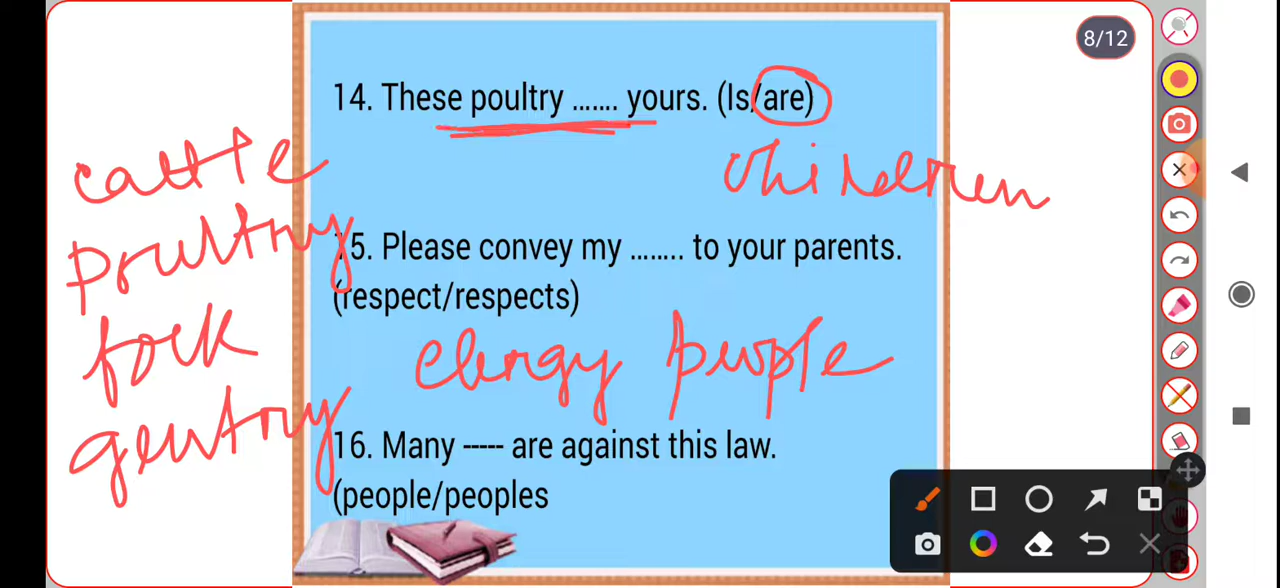 8/12
14. These poultry ....... yours. (Is/are)
children
cattle
poultry
15. Please convey my ........ to your parents.
(respect/respects)
fock
clergy people
gentry
16. Many ----- are against this law.
(people/peoples